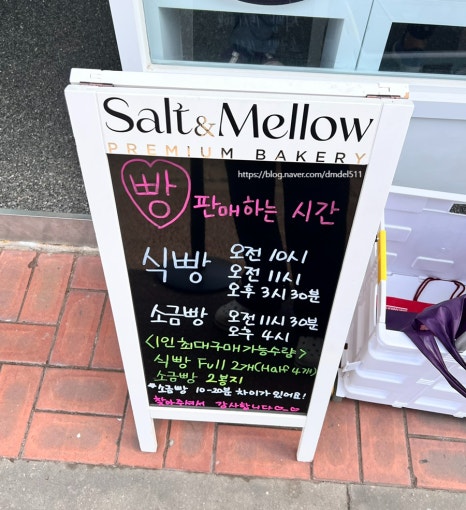 Salt&Mellow
PREMIUM BAKERY
https://blog.naver.com/dmdel511
빵 판매하는 시간
식빵 오전 10시
오전 11시
오후 3시 30분
소금빵 오전 11시 30분
오후 4시
<1인 최대구매가능수량>
식빵 Full 2개(Half 4개)
소금빵 2봉지
*소금빵 10-20분 차이가 있어요!
찾아주셔서 감사합니다